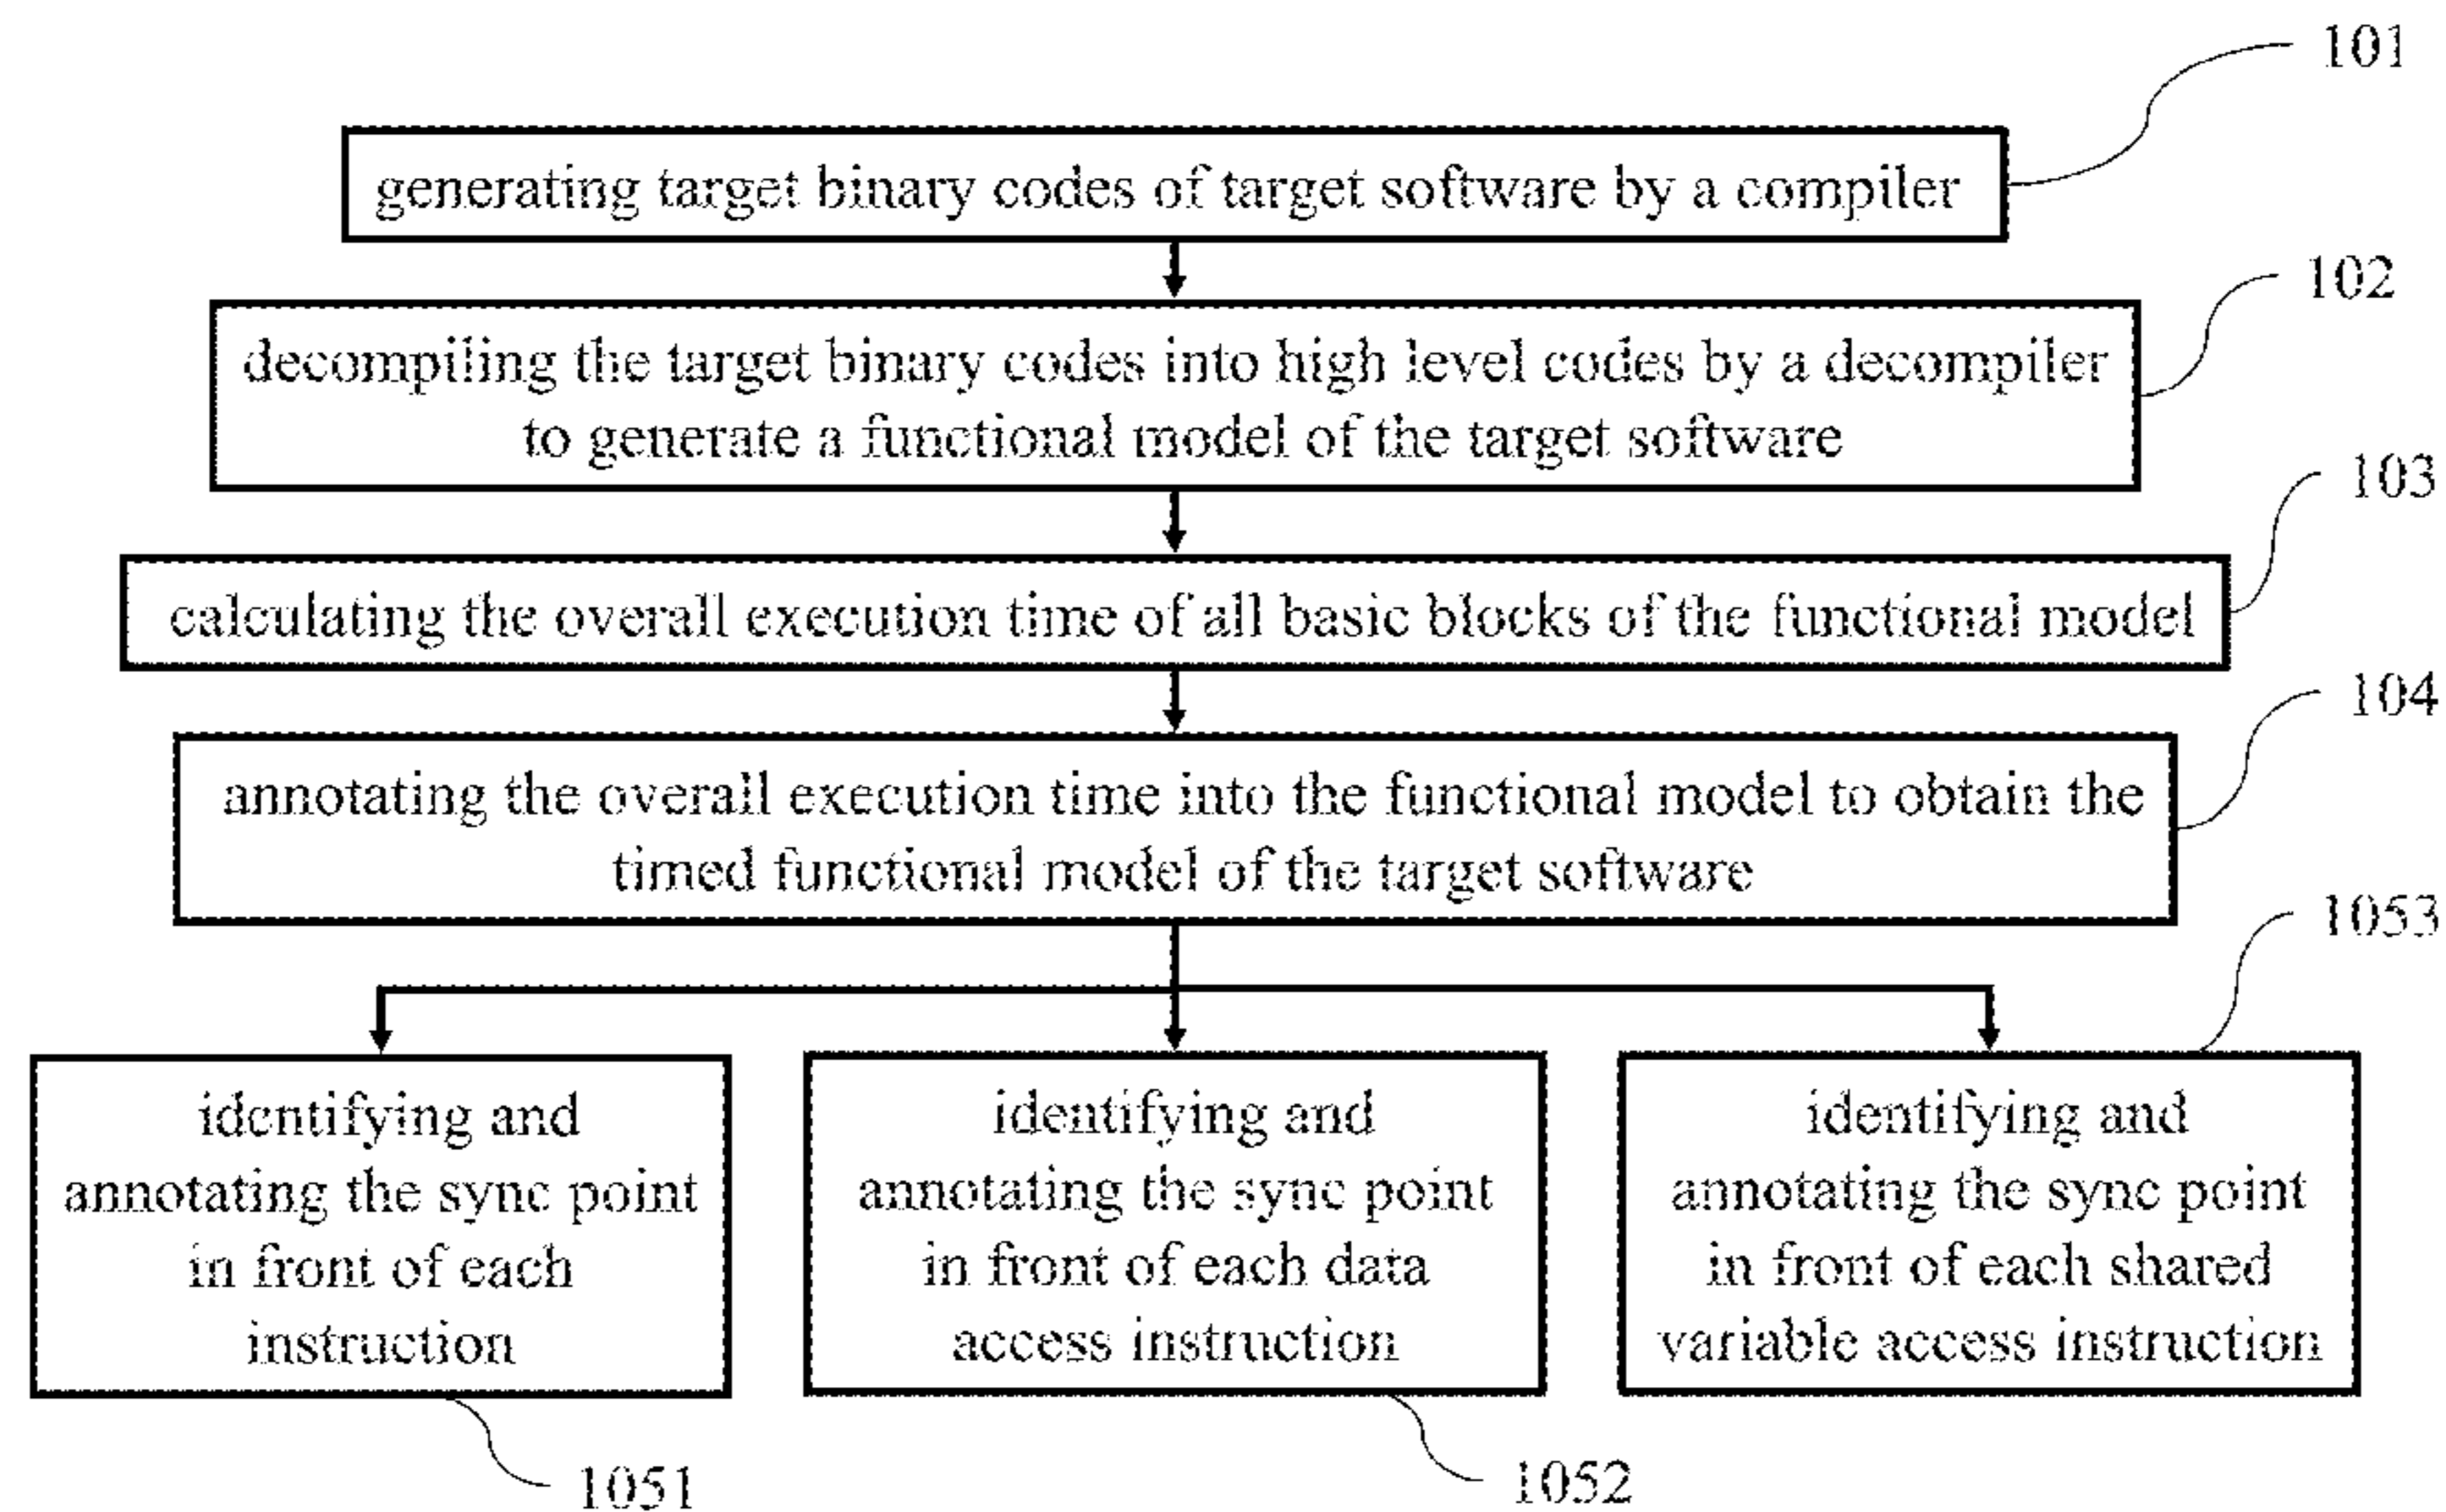 101
generating target binary codes of target software by a compiler
102
decompiling the target binary codes into high level codes by a decompiler
to generate a functional model of the target software
103
calculating the overall execution time of all basic blocks of the functional model
104
annotating the overall execution time into the functional model to obtain the
timed functional model of the target software
1053
identifying and
annotating the sync point
in front of each
instruction
1051
identifying and
annotating the sync point
in front of each data
access instruction
1052
identifying and
annotating the sync point
in front of each shared
variable access instruction